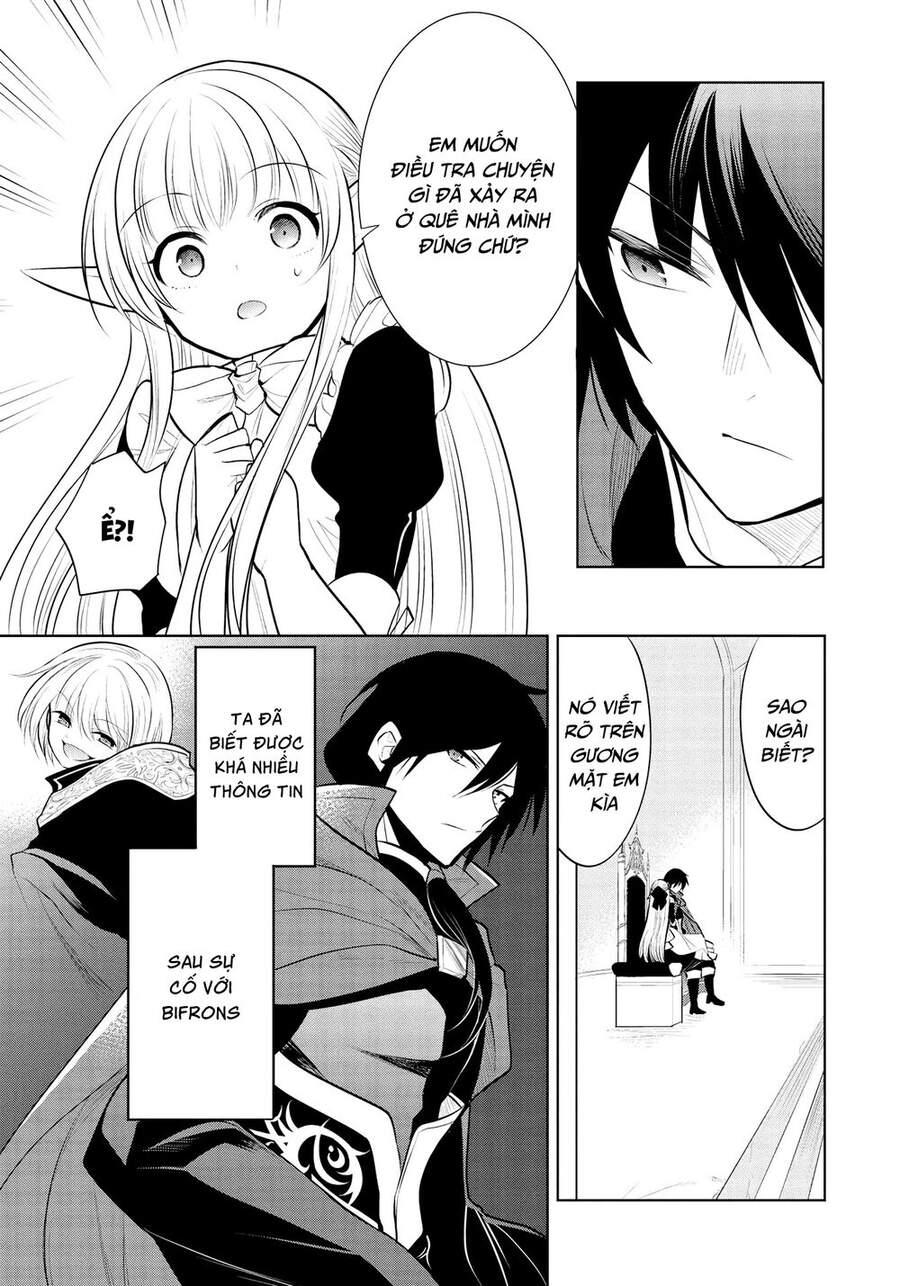 EM MUỐN
ĐIỀU TRA CHUYỆN
GÌ ĐÃ XẢY RA
Ở QUÊ NHÀ MÌNH
ĐÚNG CHỨ?
Ể?!
SAO
NGÀI
BIẾT?
NÓ VIẾT
RÕ TRÊN
GƯƠNG
MẶT EM
KÌA
TA ĐÃ
BIẾT ĐƯỢC
KHÁ NHIỀU
THÔNG TIN
SAU SỰ
CỐ VỚI
BIFRONS